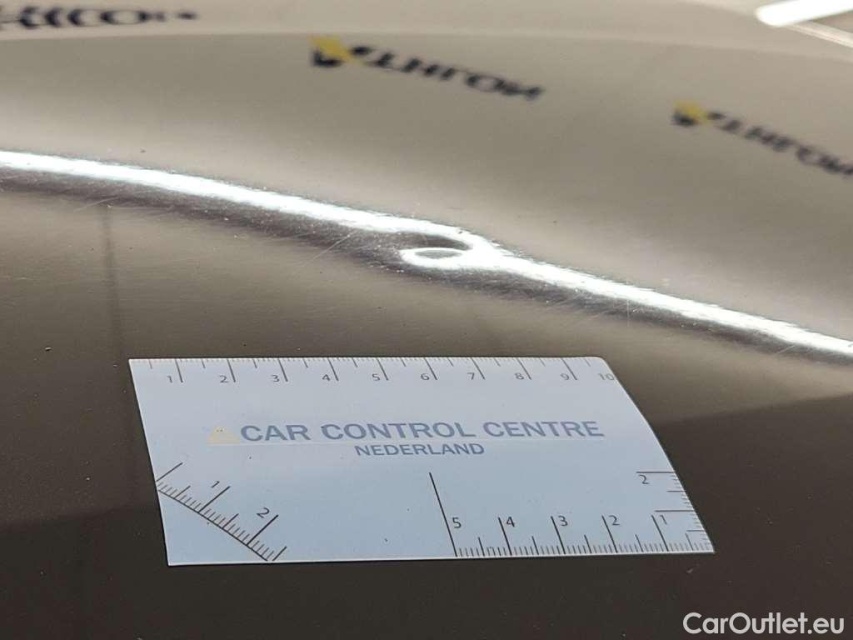 1 2 3 4 5 6 7 8 9 10
CAR CONTROL CENTRE
NEDERLAND
1 2
2
5 4 3 2 1
CarOutlet.eu